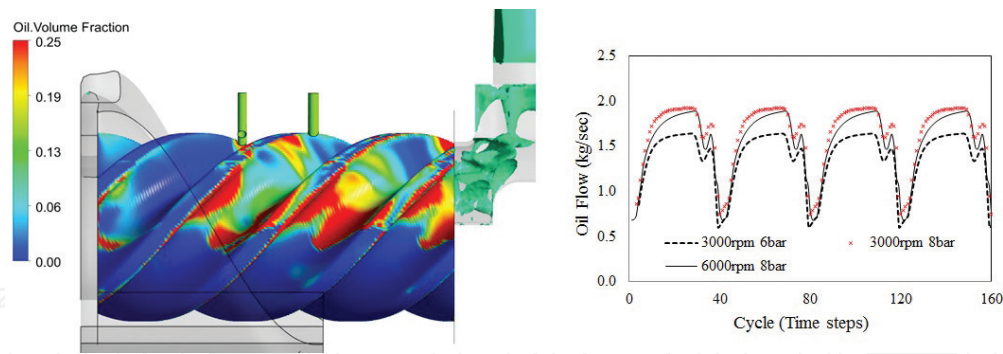 Oil.Volume Fraction
0.25
0.19
0.13
0.06
0.00
Oil Flow (kg/sec)
2.5
2.0
1.5
1.0
0.5
0.0
3000rpm 6bar
3000rpm 8bar
6000rpm 8bar
0
40
80
120
160
Cycle (Time steps)